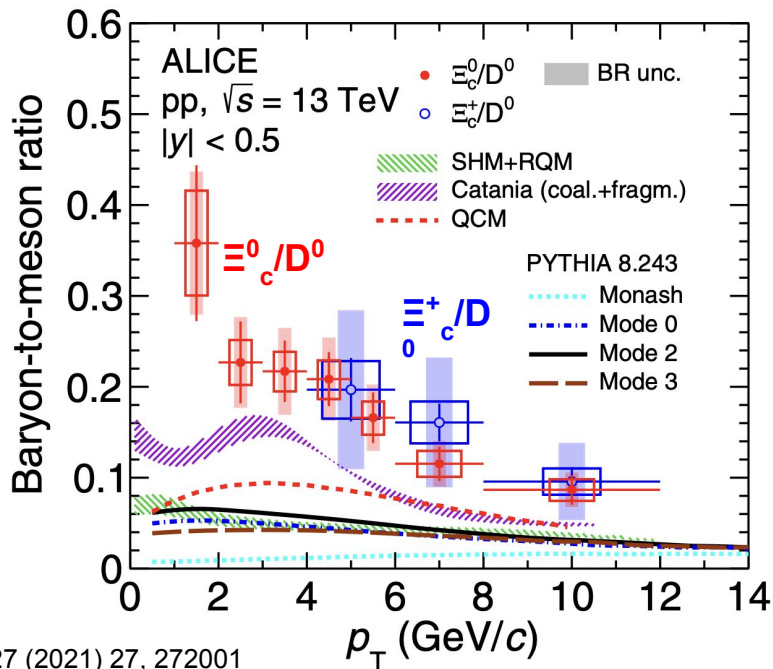 0.6
0.5
0.4
0.3
0.2
0.1
0
Baryon-to-meson ratio
ALICE
pp, √s = 13 TeV
|y| < 0.5
Ξ⁰c/D⁰
Ξ⁺c/D⁰
BR unc.
SHM+RQM
Catania (coal.+fragm.)
QCM
PYTHIA 8.243
Monash
Mode 0
Mode 2
Mode 3
Ξ⁰c/D⁰
Ξ⁺c/D
0
0 2 4 6 8 10 12 14
pT (GeV/c)
27 (2021) 27, 272001